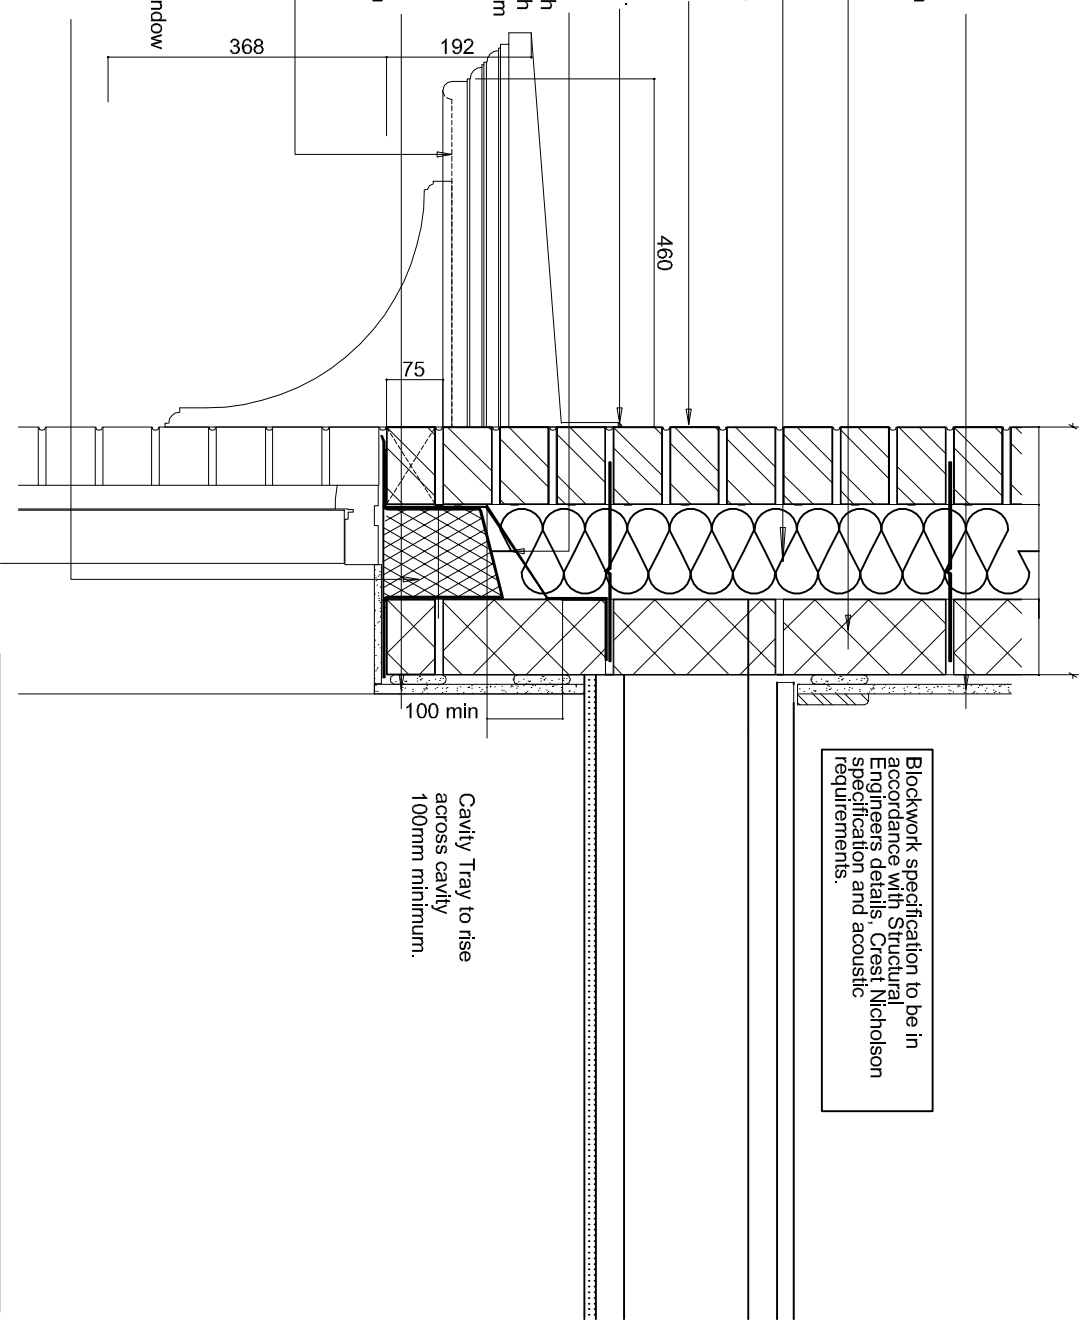 ndow
368
192
h
h
m
460
75
100 min
Blockwork specification to be in
accordance with Structural
Engineers details, Crest Nicholson
specification and acoustic
requirements.
Cavity Tray to rise
across cavity
100mm minimum.